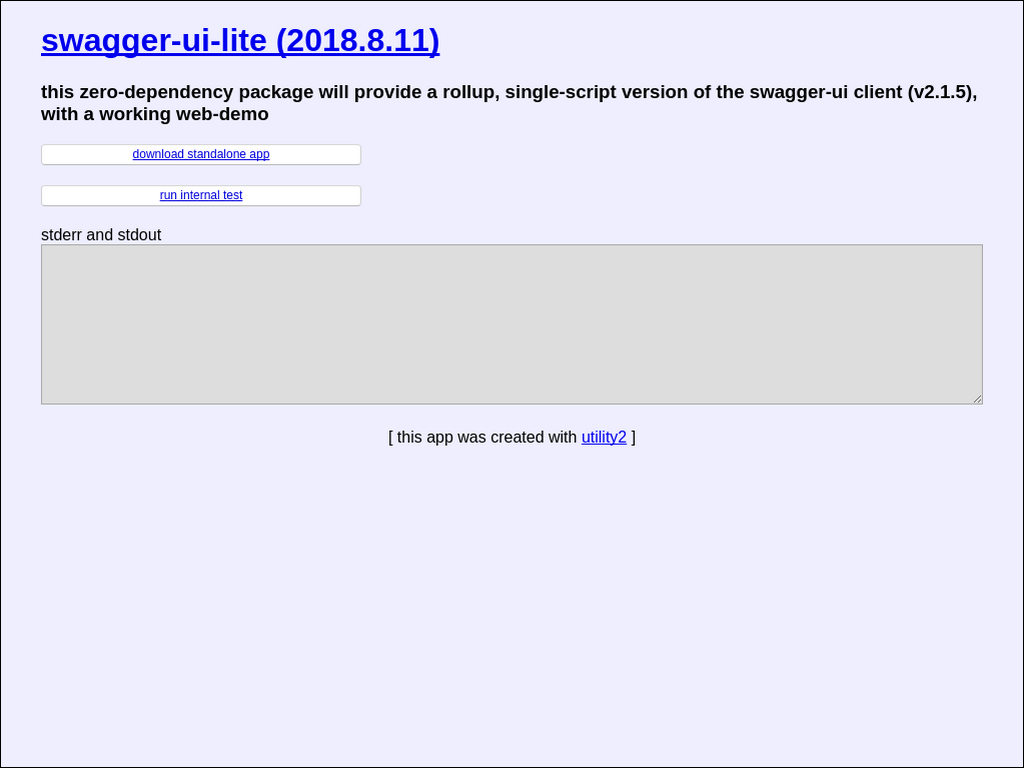 swagger-ui-lite (2018.8.11)
this zero-dependency package will provide a rollup, single-script version of the swagger-ui client (v2.1.5),
with a working web-demo
download standalone app
run internal test
stderr and stdout
[ this app was created with utility2 ]